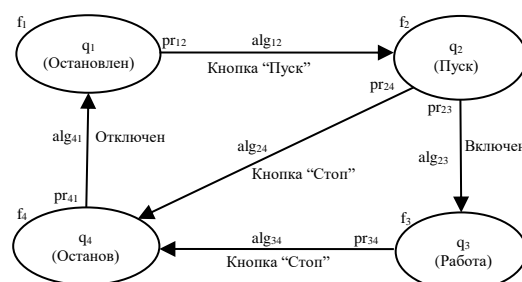 f₁
q₁
(Остановлен)
pr₁₂
alg₁₂
Кнопка “Пуск”
f₂
q₂
(Пуск)
pr₂₄
pr₂₃
alg₄₁
Отключен
alg₂₄
Кнопка “Стоп”
Включен
alg₂₃
pr₄₁
f₄
q₄
(Останов)
alg₃₄
pr₃₄
Кнопка “Стоп”
f₃
q₃
(Работа)